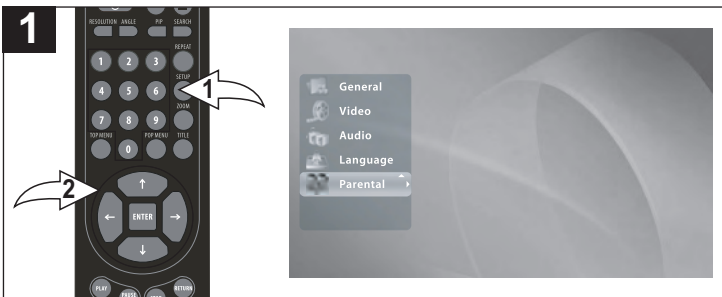 1
RESOLUTION ANGLE PIP SEARCH
REPEAT
1 2 3
SETUP
4 5 6
1
ZOOM
7 8 9
TOP MENU POP MENU TITLE
0
2
ENTER
PLAY
PAUSE
RETURN
General
Video
Audio
Language
Parental